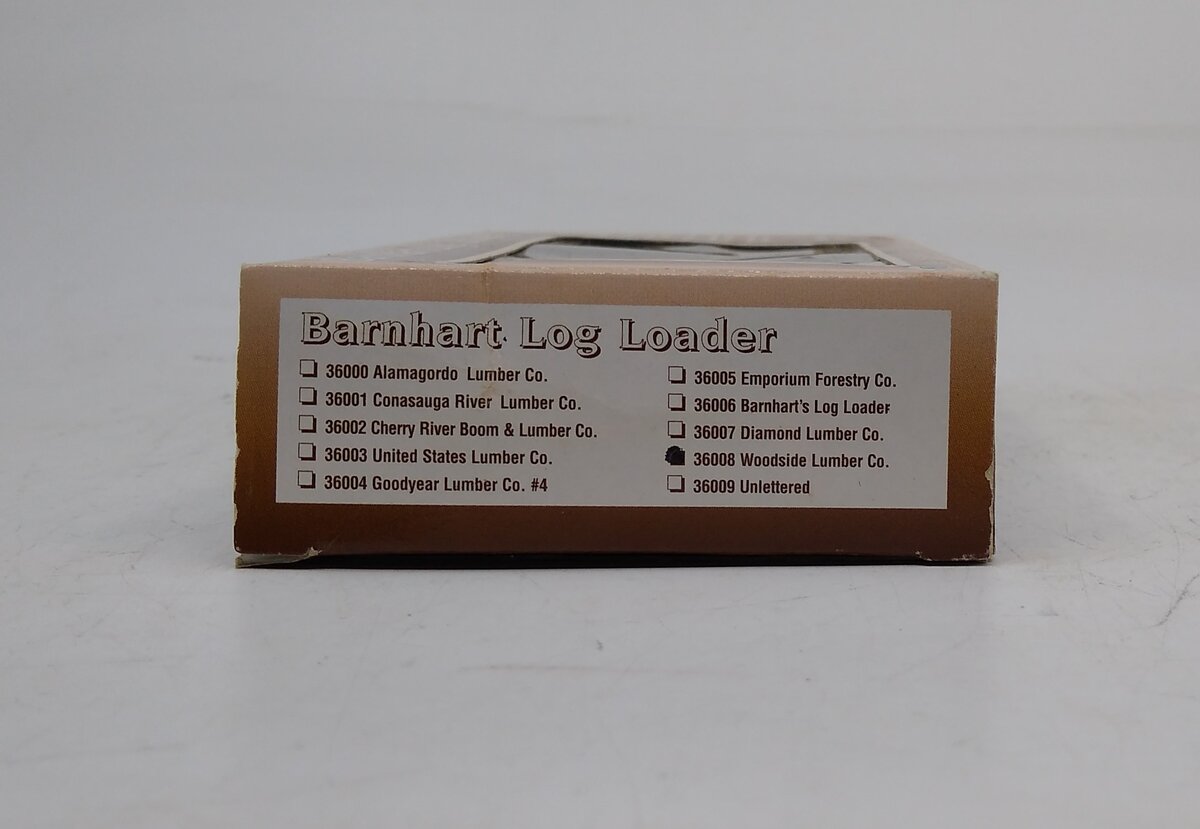 Barnhart Log Loader
36000 Alamagordo Lumber Co.
36001 Conasauga River Lumber Co.
36002 Cherry River Boom & Lumber Co.
36003 United States Lumber Co.
36004 Goodyear Lumber Co. #4
36005 Emporium Forestry Co.
36006 Barnhart's Log Loader
36007 Diamond Lumber Co.
36008 Woodside Lumber Co.
36009 Unlettered